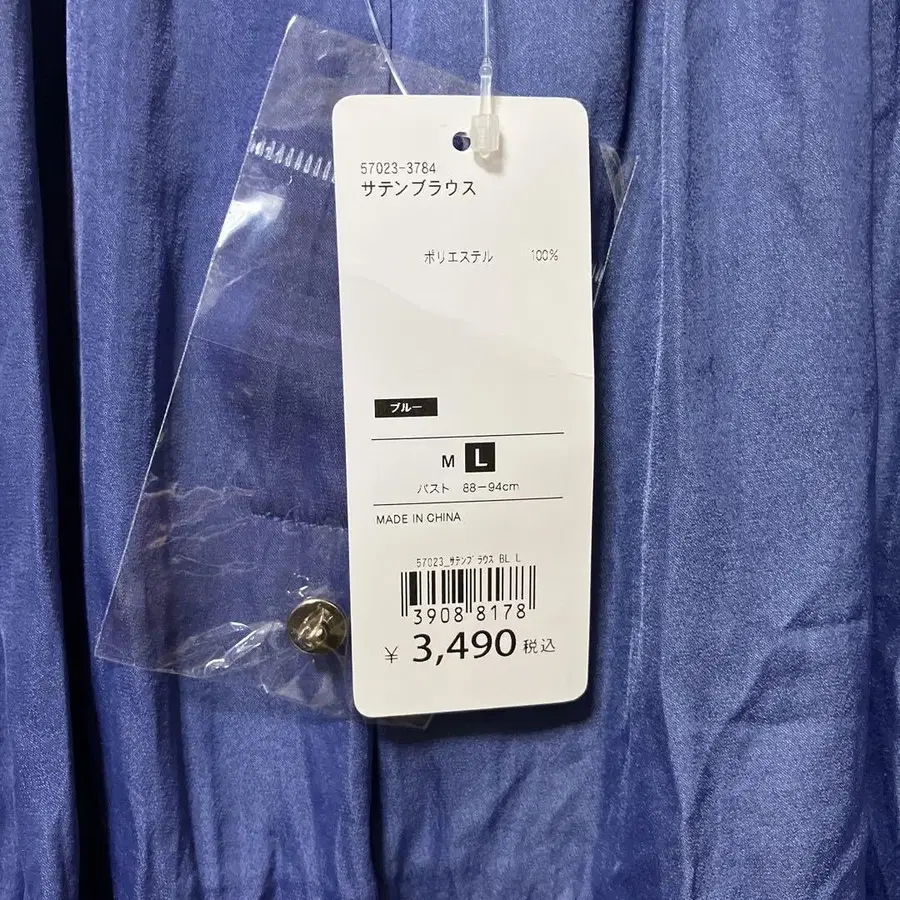 57023-3784
サテンブラウス
ポリエステル 100%
ブルー
M L
バスト 88-94cm
MADE IN CHINA
57023_サテンブラウス BL L
3908 8178
¥ 3,490 税込